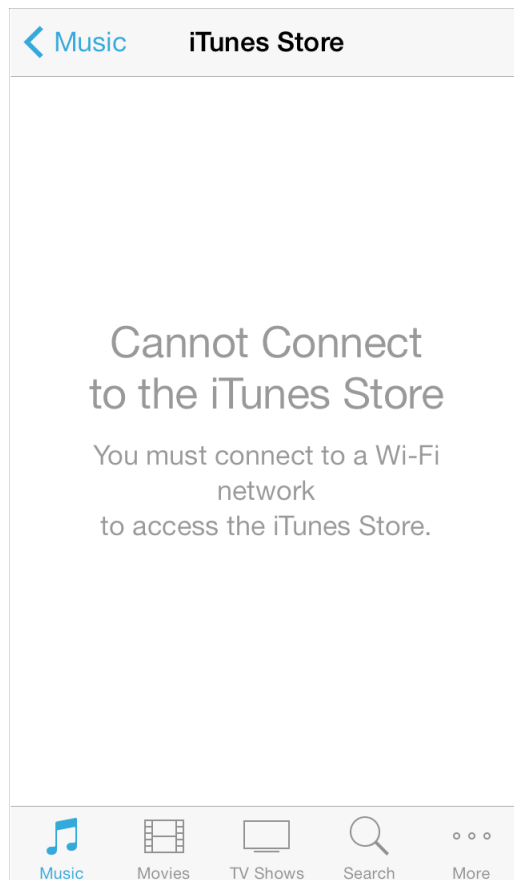 Music iTunes Store
Cannot Connect
to the iTunes Store
You must connect to a Wi-Fi
network
to access the iTunes Store.
Music Movies TV Shows Search More